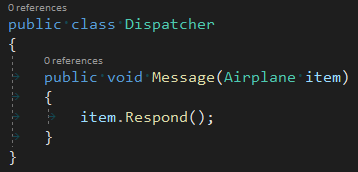 0 references
public class Dispatcher
{
0 references
public void Message(Airplane item)
{
item.Respond();
}
}